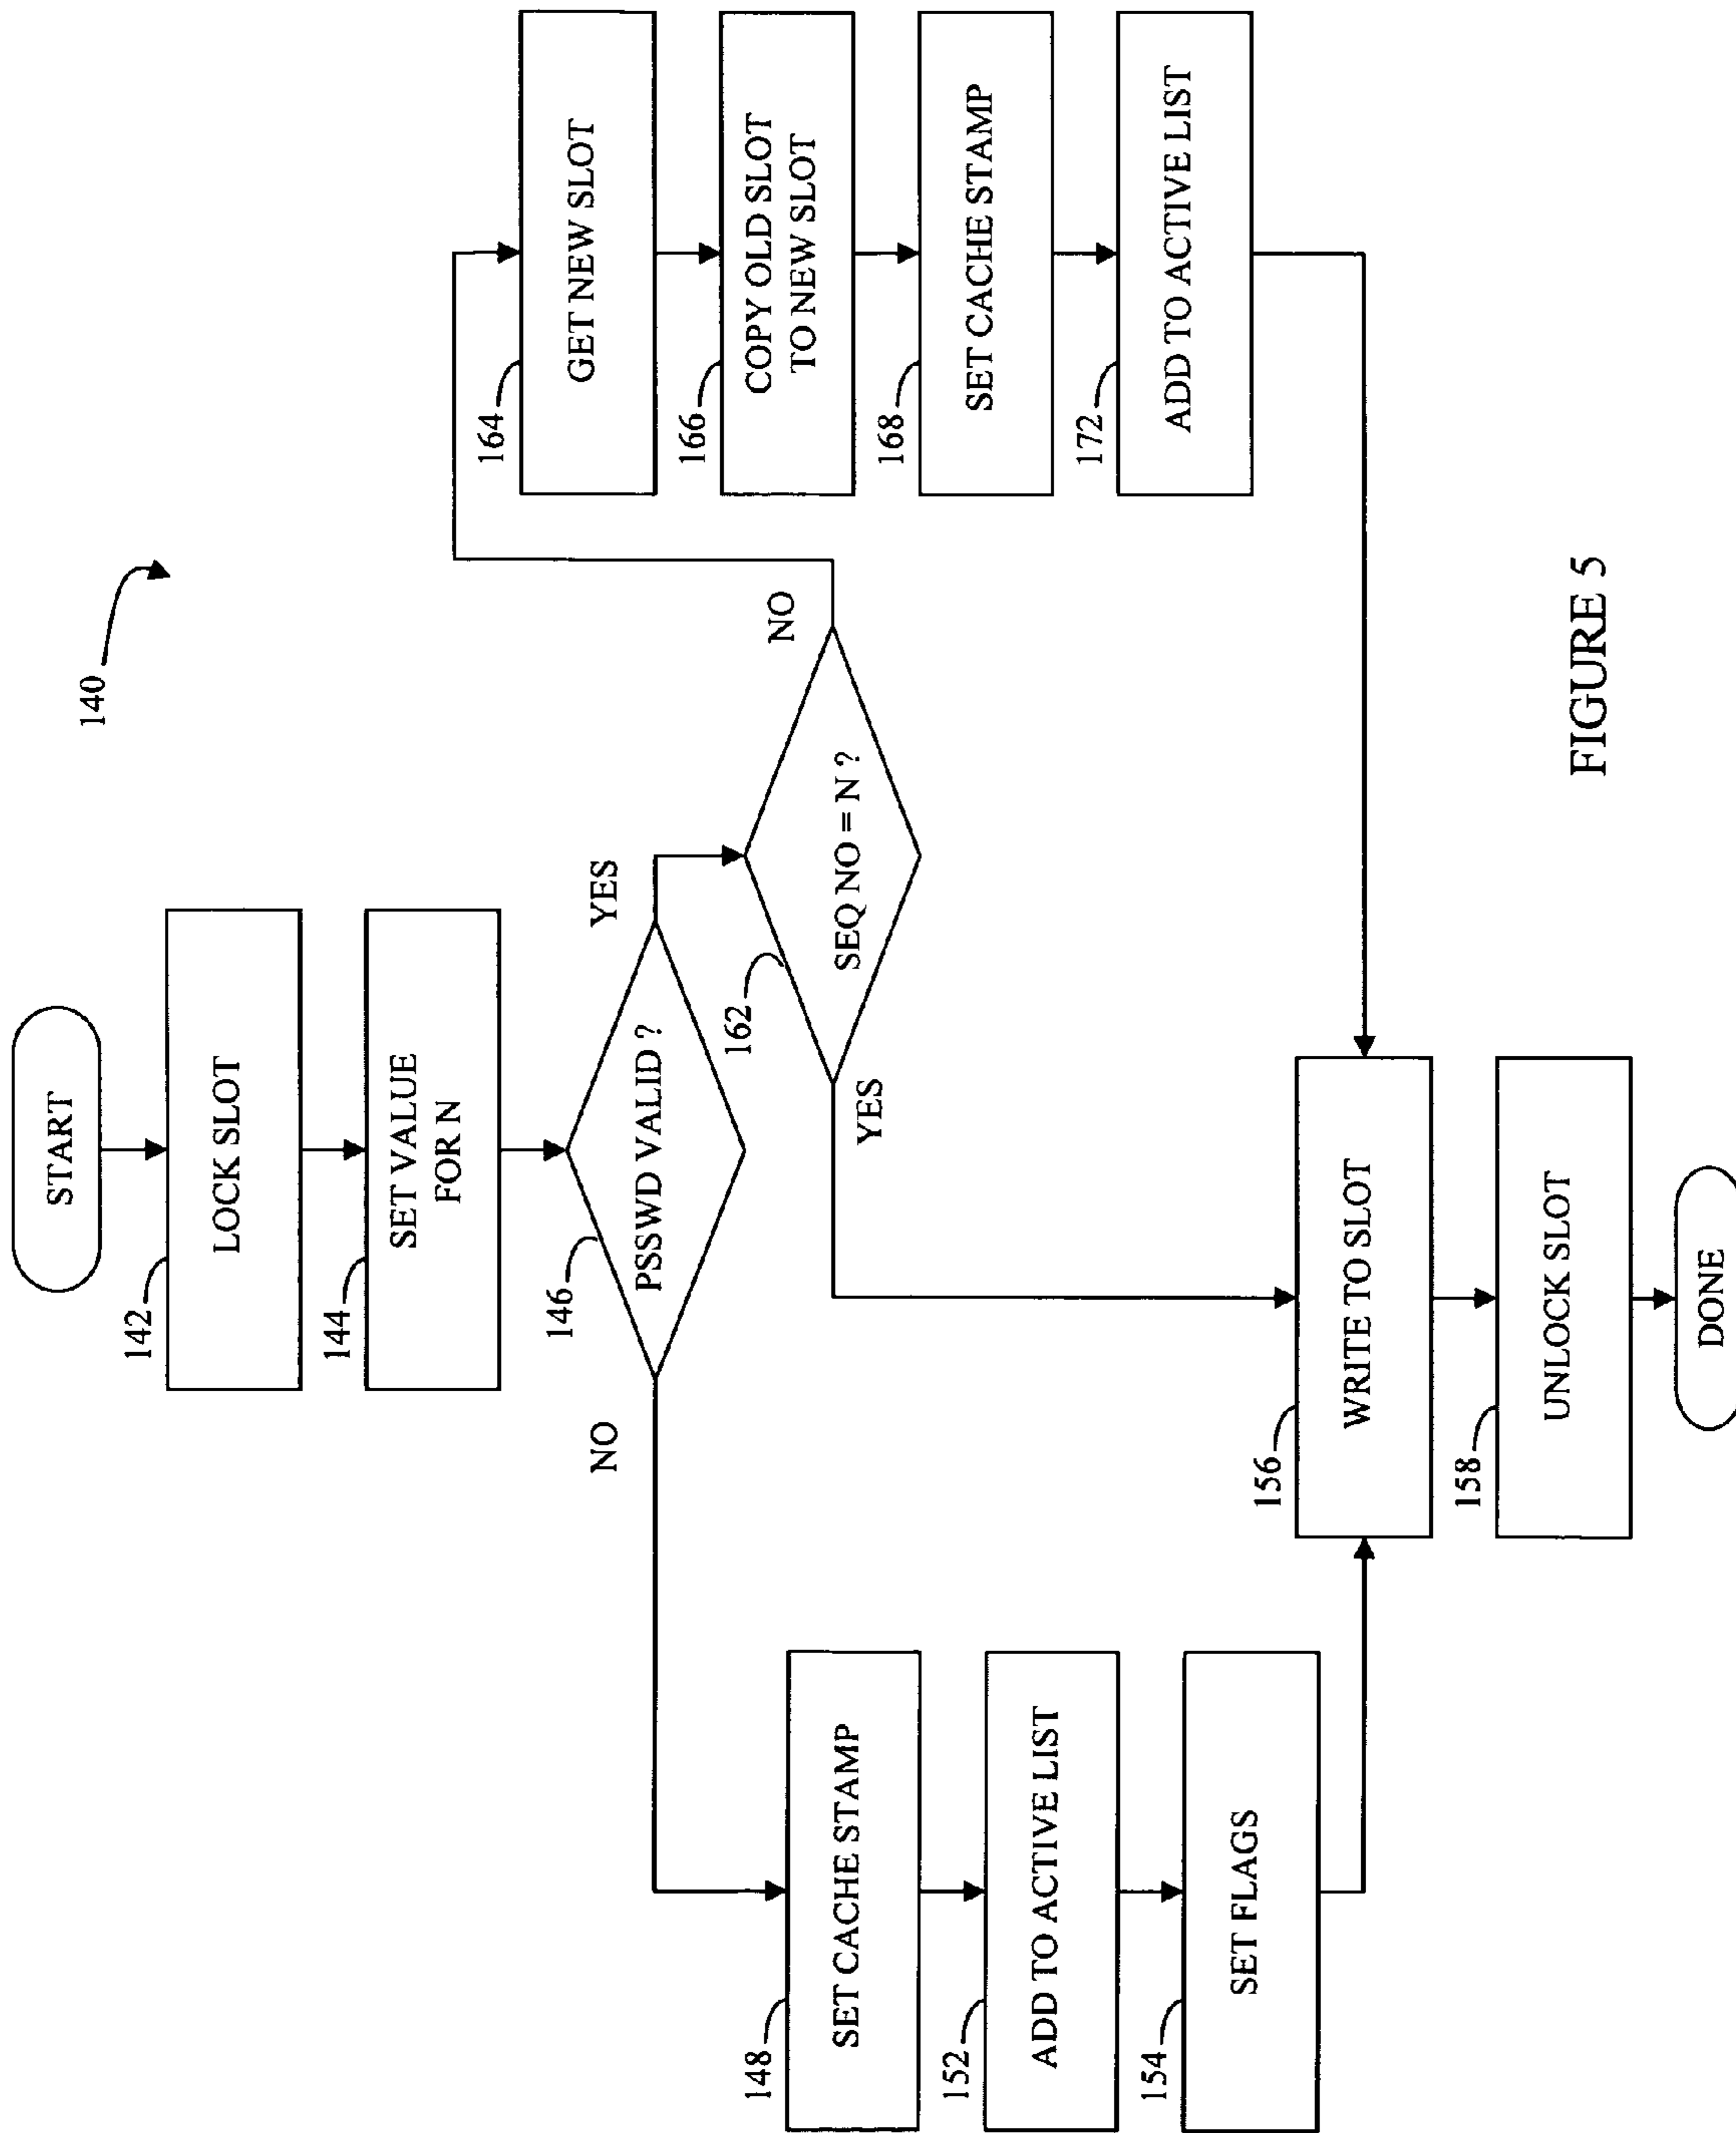 140
START
142
LOCK SLOT
144
SET VALUE
FOR N
146
PSSWD VALID ?
NO
YES
148
SET CACHE STAMP
152
ADD TO ACTIVE LIST
154
SET FLAGS
162
SEQ NO = N ?
YES
NO
164
GET NEW SLOT
166
COPY OLD SLOT
TO NEW SLOT
168
SET CACHE STAMP
172
ADD TO ACTIVE LIST
156
WRITE TO SLOT
158
UNLOCK SLOT
DONE
FIGURE 5